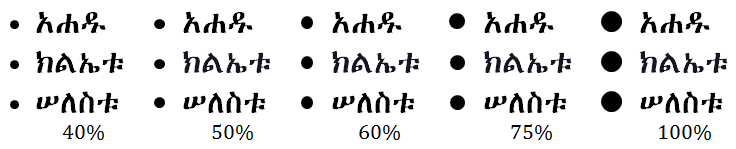 • አሐዱ • አሐዱ • አሐዱ • አሐዱ • አሐዱ
• ክልኤቱ • ክልኤቱ • ክልኤቱ • ክልኤቱ • ክልኤቱ
• ሠለስቱ • ሠለስቱ • ሠለስቱ • ሠለስቱ • ሠለስቱ
40% 50% 60% 75% 100%